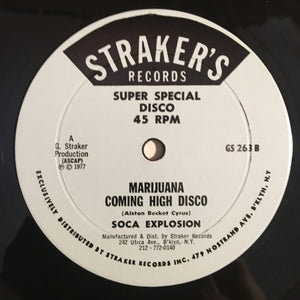 STRAKER'S
RECORDS
SUPER SPECIAL
DISCO
45 RPM
A
G. Straker
Production
(ASCAP)
℗ © 1977
GS 263 B
MARIJUANA
COMING HIGH DISCO
(Alston Becket Cyrus)
SOCA EXPLOSION
Manufactured & Dist. by Straker Records
242 Utica Ave., B'klyn, N.Y.
212-772-0140
EXCLUSIVELY DISTRIBUTED BY STRAKER RECORDS INC. 479 NOSTRAND AVE. B'KLYN, N.Y